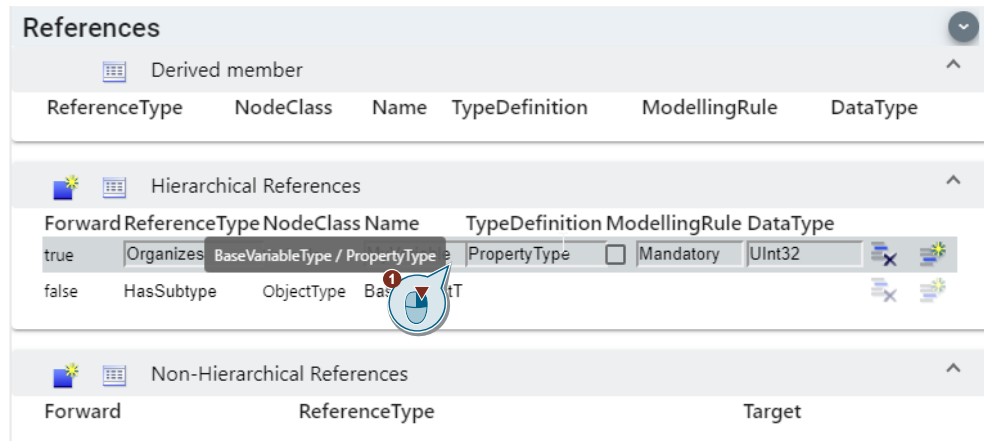 References
Derived member
ReferenceType NodeClass Name TypeDefinition ModellingRule DataType
Hierarchical References
Forward ReferenceType NodeClass Name TypeDefinition ModellingRule DataType
true Organizes BaseVariableType / PropertyType PropertyType Mandatory UInt32
1
false HasSubtype ObjectType
Non-Hierarchical References
Forward ReferenceType Target